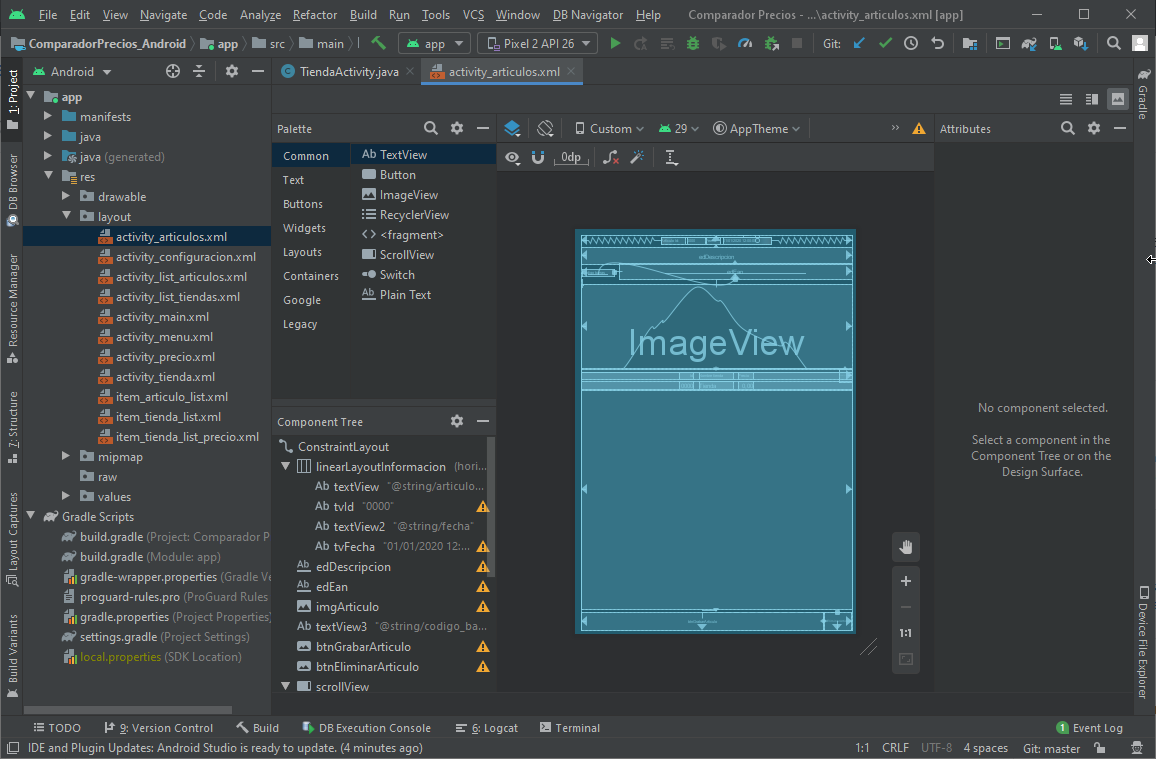 File Edit View Navigate Code Analyze Refactor Build Run Tools VCS Window DB Navigator Help Comparador Precios - ...\activity_articulos.xml [app]
ComparadorPrecios_Android app src main app Pixel 2 API 26 Git:
1: Project
DB Browser
Resource Manager
7: Structure
Layout Captures
Build Variants
Android
app
manifests
java
java (generated)
res
drawable
layout
activity_articulos.xml
activity_configuracion.xml
activity_list_articulos.xml
activity_list_tiendas.xml
activity_main.xml
activity_menu.xml
activity_precio.xml
activity_tienda.xml
item_articulo_list.xml
item_tienda_list.xml
item_tienda_list_precio.xml
mipmap
raw
values
Gradle Scripts
build.gradle (Project: Comparador P
build.gradle (Module: app)
gradle-wrapper.properties (Gradle Ve
proguard-rules.pro (ProGuard Rules
gradle.properties (Project Properties)
settings.gradle (Project Settings)
local.properties (SDK Location)
TiendaActivity.java activity_articulos.xml
Palette
Common
Text
Buttons
Widgets
Layouts
Containers
Google
Legacy
Ab TextView
Button
ImageView
RecyclerView
<> <fragment>
ScrollView
Switch
Ab Plain Text
Component Tree
ConstraintLayout
linearLayoutInformacion (hori...
Ab textView "@string/articulo...
Ab tvId "0000"
Ab textView2 "@string/fecha"
Ab tvFecha "01/01/2020 12:...
Ab edDescripcion
Ab edEan
imgArticulo
Ab textView3 "@string/codigo_ba...
btnGrabarArticulo
btnEliminarArticulo
scrollView
Custom 29 AppTheme »
0dp
edDescripcion
edEan
ImageView
1:1
Attributes
No component selected.
Select a component in the
Component Tree or on the
Design Surface.
Gradle
Device File Explorer
TODO 9: Version Control Build DB Execution Console 6: Logcat Terminal 1 Event Log
IDE and Plugin Updates: Android Studio is ready to update. (4 minutes ago) 1:1 CRLF UTF-8 4 spaces Git: master